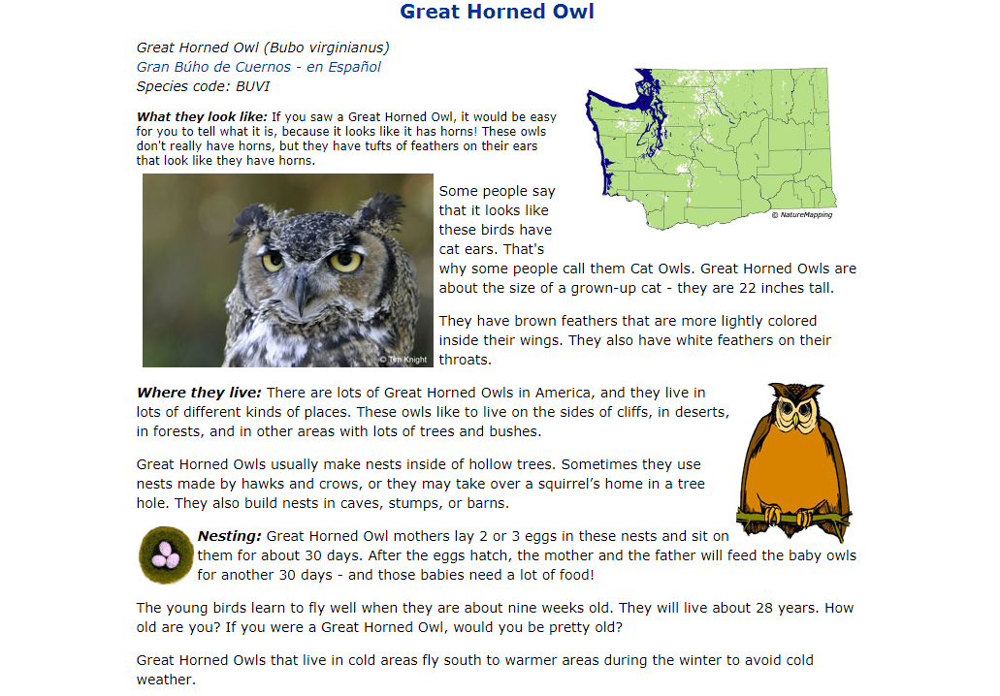 Great Horned Owl
Great Horned Owl (Bubo virginianus)
Gran Búho de Cuernos - en Español
Species code: BUVI
What they look like: If you saw a Great Horned Owl, it would be easy
for you to tell what it is, because it looks like it has horns! These owls
don't really have horns, but they have tufts of feathers on their ears
that look like they have horns.
© NatureMapping
Some people say
that it looks like
these birds have
cat ears. That's
why some people call them Cat Owls. Great Horned Owls are
about the size of a grown-up cat - they are 22 inches tall.
They have brown feathers that are more lightly colored
inside their wings. They also have white feathers on their
throats.
© Tim Knight
Where they live: There are lots of Great Horned Owls in America, and they live in
lots of different kinds of places. These owls like to live on the sides of cliffs, in deserts,
in forests, and in other areas with lots of trees and bushes.
Great Horned Owls usually make nests inside of hollow trees. Sometimes they use
nests made by hawks and crows, or they may take over a squirrel’s home in a tree
hole. They also build nests in caves, stumps, or barns.
Nesting: Great Horned Owl mothers lay 2 or 3 eggs in these nests and sit on
them for about 30 days. After the eggs hatch, the mother and the father will feed the baby owls
for another 30 days - and those babies need a lot of food!
The young birds learn to fly well when they are about nine weeks old. They will live about 28 years. How
old are you? If you were a Great Horned Owl, would you be pretty old?
Great Horned Owls that live in cold areas fly south to warmer areas during the winter to avoid cold
weather.